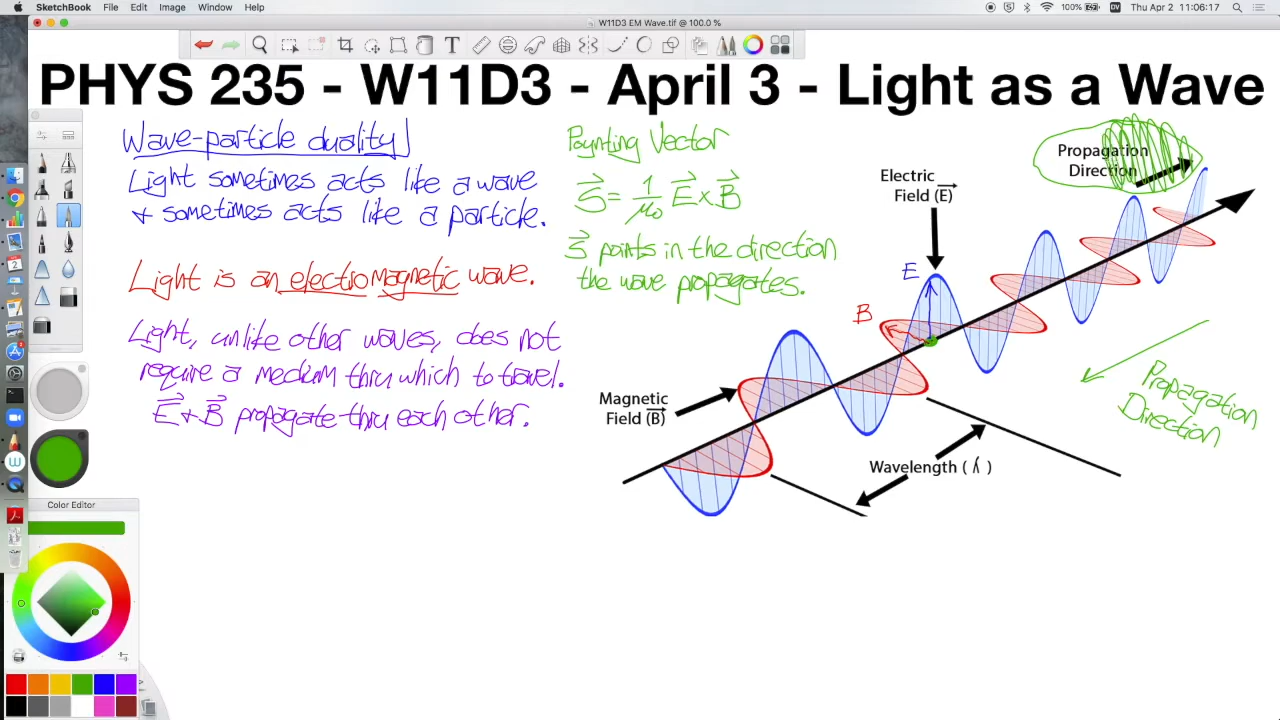 SketchBook File Edit Image Window Help
100% Thu Apr 2 11:06:17
W11D3 EM Wave.tif @ 100.0 %
PHYS 235 - W11D3 - April 3 - Light as a Wave
Wave-particle duality
Light sometimes acts like a wave
+ sometimes acts like a particle.
Light is an electromagnetic wave.
Light, unlike other waves, does not
require a medium thru which to travel.
E⃗ + B⃗ propagate thru each other.
Poynting Vector
S⃗ = 1/μ₀ E⃗ × B⃗
S⃗ points in the direction
the wave propagates.
Propagation
Direction
Electric
Field (E⃗)
E
B
Magnetic
Field (B⃗)
Wavelength (λ)
Propagation
Direction
Color Editor